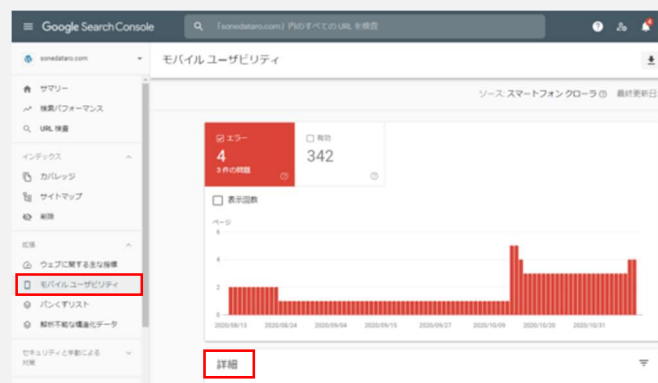 Google Search Console
「sonedataro.com」内のすべての URL を検査
sonedataro.com
モバイル ユーザビリティ
サマリー
検索パフォーマンス
URL 検査
インデックス
カバレッジ
サイトマップ
削除
拡張
ウェブに関する主な指標
モバイル ユーザビリティ
パンくずリスト
解析不能な構造化データ
セキュリティと手動による
対策
ソース: スマートフォン クローラ
最終更新日:
エラー
4
3 件の問題
有効
342
表示回数
ページ
6
4
2
0
2020/08/13
2020/08/24
2020/09/04
2020/09/15
2020/09/27
2020/10/09
2020/10/20
2020/10/31
詳細